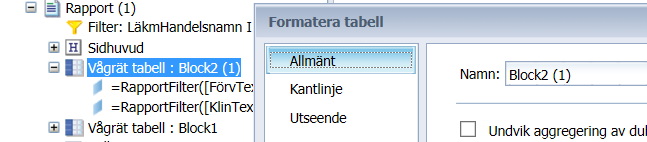 Rapport (1)
Filter: LäkmHandelsnamn I
Sidhuvud
Vågrät tabell : Block2 (1)
=RapportFilter([FörvTex
=RapportFilter([KlinTex
Vågrät tabell : Block1
Formatera tabell
Allmänt
Kantlinje
Utseende
Namn:
Block2 (1)
Undvik aggregering av dul